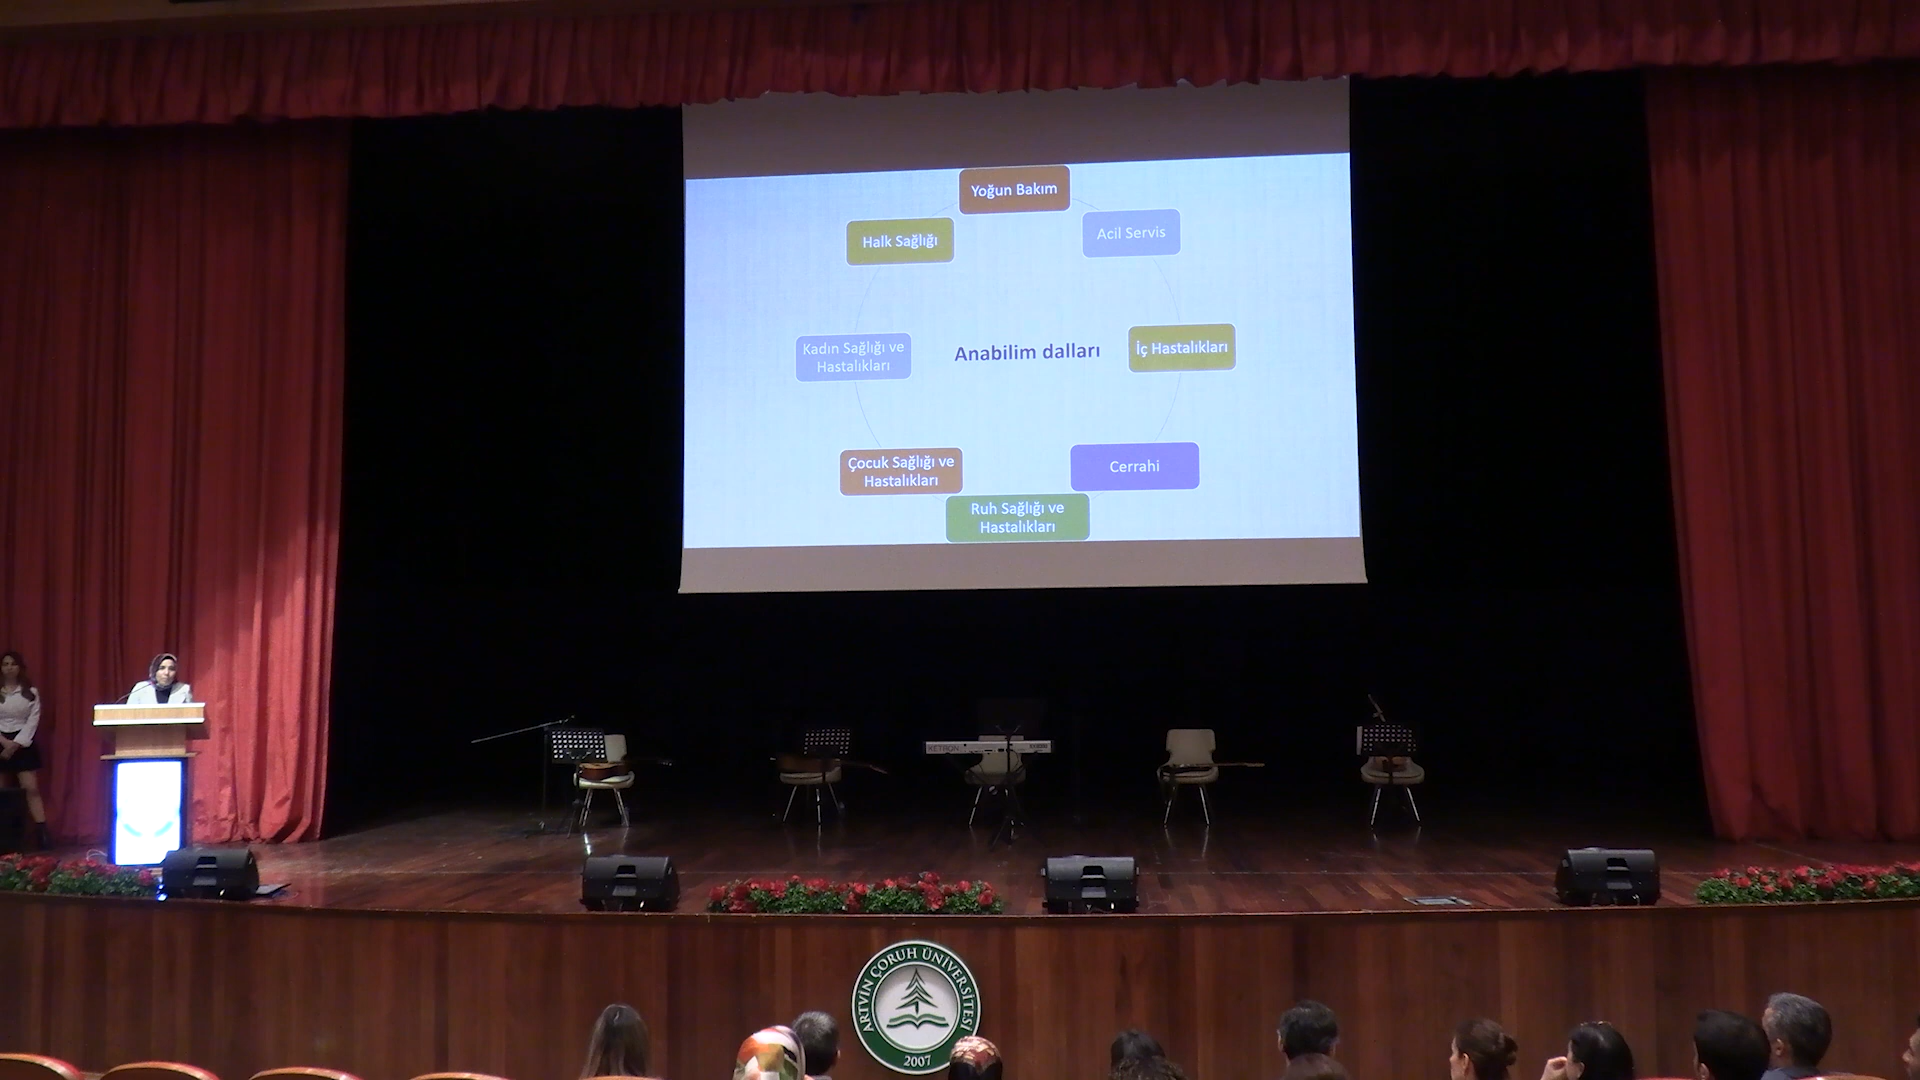 Yoğun Bakım
Halk Sağlığı
Acil Servis
Kadın Sağlığı ve
Hastalıkları
Anabilim dalları
İç Hastalıkları
Çocuk Sağlığı ve
Hastalıkları
Cerrahi
Ruh Sağlığı ve
Hastalıkları
KETRON
ARTVİN ÇORUH ÜNİVERSİTESİ
2007